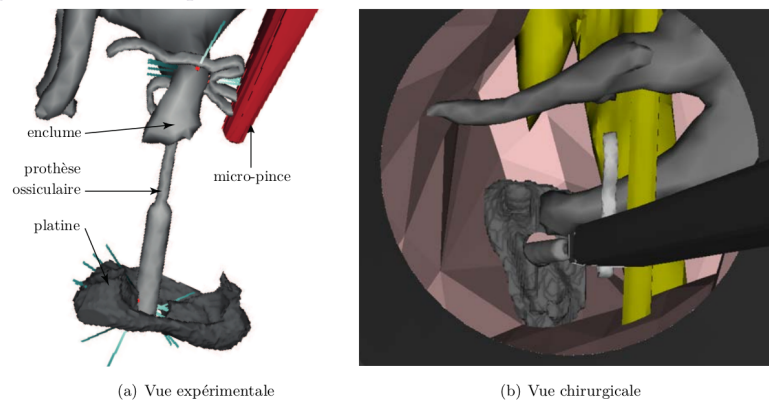 enclume
prothèse
ossiculaire
micro-pince
platine
(a) Vue expérimentale
(b) Vue chirurgicale